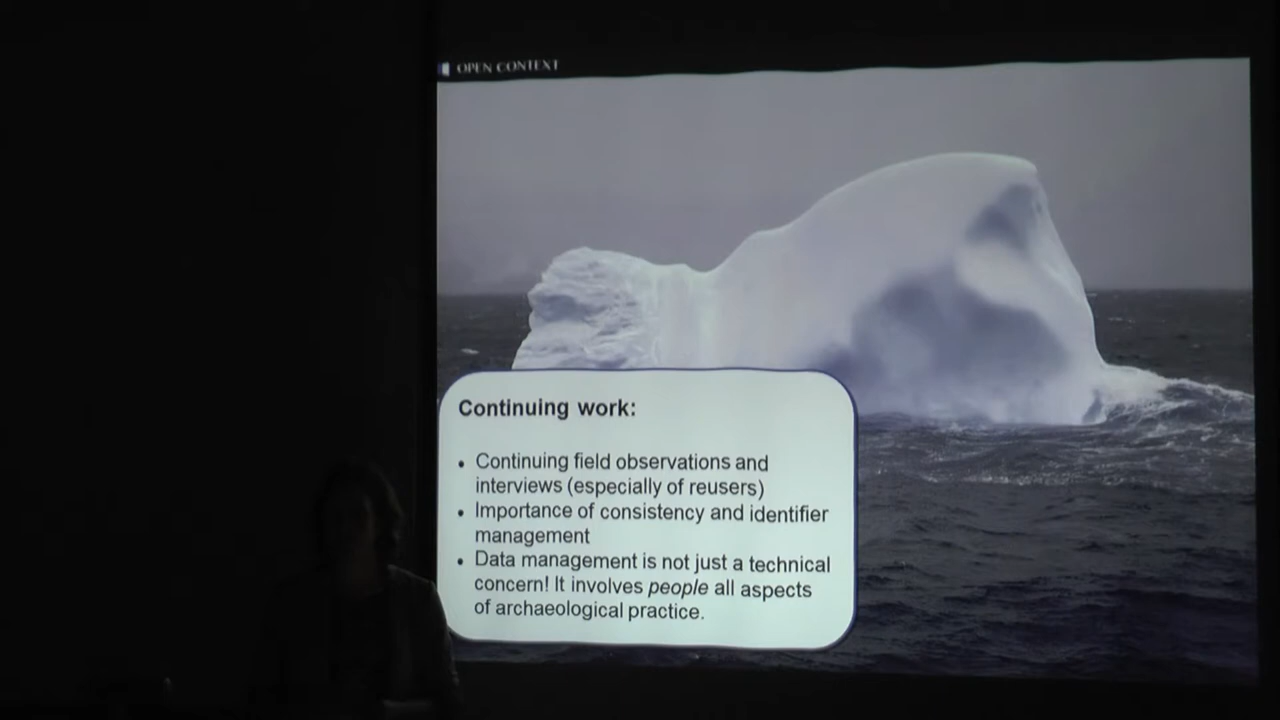 OPEN CONTEXT
Continuing work:
• Continuing field observations and
interviews (especially of reusers)
• Importance of consistency and identifier
management
• Data management is not just a technical
concern! It involves people all aspects
of archaeological practice.